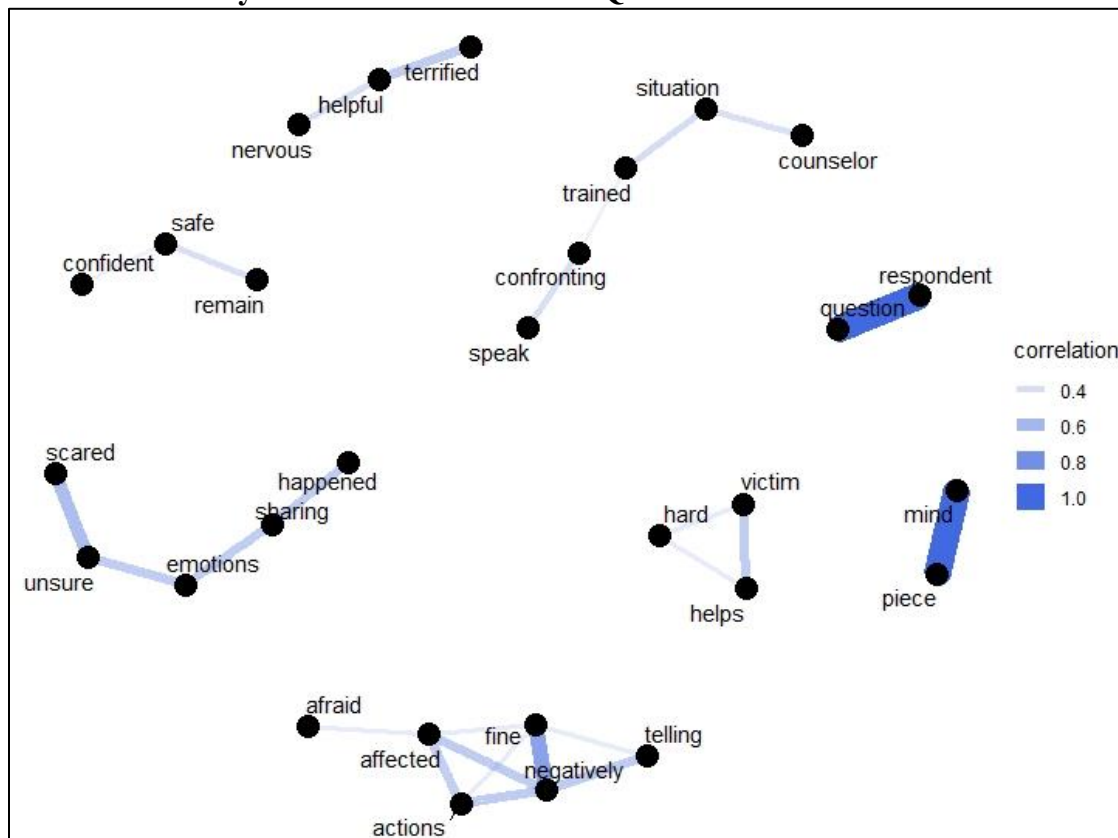 terrified
helpful
nervous
situation
counselor
trained
safe
confident
remain
confronting
speak
respondent
question
correlation
0.4
0.6
0.8
1.0
scared
happened
sharing
emotions
unsure
victim
hard
helps
mind
piece
afraid
affected
fine
telling
negatively
actions